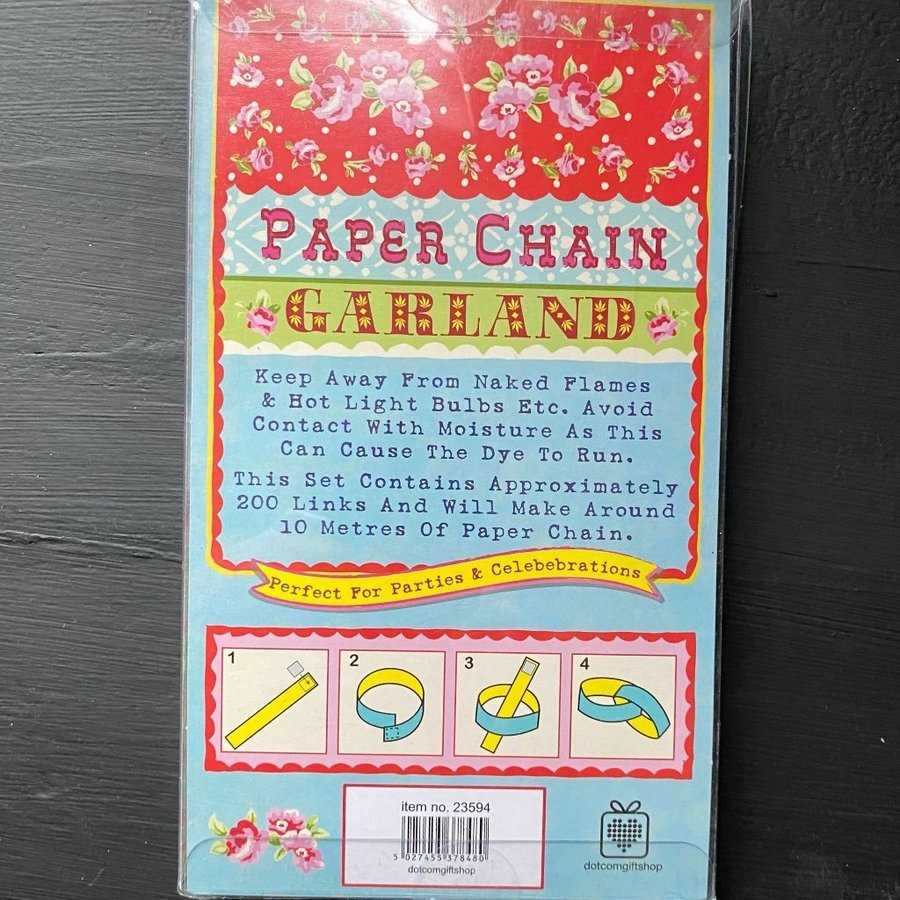 PAPER CHAIN
GARLAND
Keep Away From Naked Flames
& Hot Light Bulbs Etc. Avoid
Contact With Moisture As This
Can Cause The Dye To Run.
This Set Contains Approximately
200 Links And Will Make Around
10 Metres Of Paper Chain.
Perfect For Parties & Celebebrations
1
2
3
4
item no. 23594
5 027455 378480
dotcomgiftshop
dotcomgiftshop